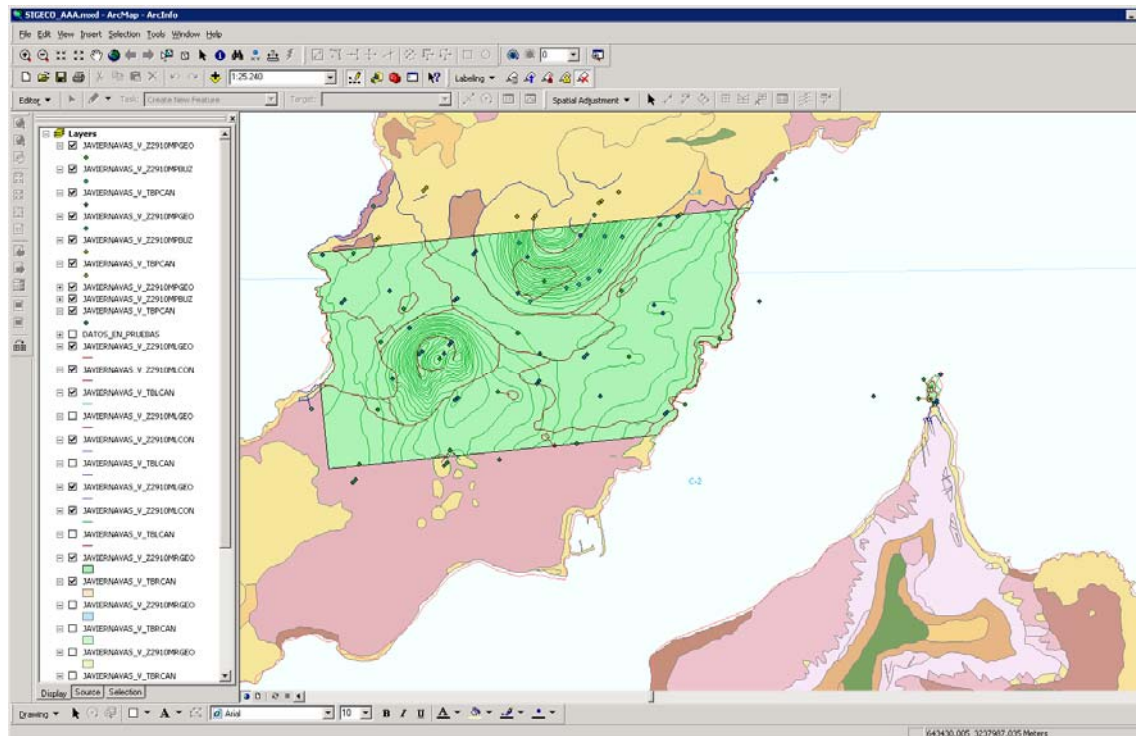 SIGECO_AAA.mxd - ArcMap - ArcInfo
File Edit View Insert Selection Tools Window Help
0
1:25.240
Labeling
Editor Task: Create New Feature Target: Spatial Adjustment
Layers
JAVIERNAVAS_V_Z2910MPGEO
JAVIERNAVAS_V_Z2910MPBUZ
JAVIERNAVAS_V_TBPCAN
JAVIERNAVAS_V_Z2910MPGEO
JAVIERNAVAS_V_Z2910MPBUZ
JAVIERNAVAS_V_TBPCAN
JAVIERNAVAS_V_Z2910MPGEO
JAVIERNAVAS_V_Z2910MPBUZ
JAVIERNAVAS_V_TBPCAN
DATOS_EN_PRUEBAS
JAVIERNAVAS_V_Z2910MLGEO
JAVIERNAVAS_V_Z2910MLCON
JAVIERNAVAS_V_TBLCAN
JAVIERNAVAS_V_Z2910MLGEO
JAVIERNAVAS_V_Z2910MLCON
JAVIERNAVAS_V_TBLCAN
JAVIERNAVAS_V_Z2910MLGEO
JAVIERNAVAS_V_Z2910MLCON
JAVIERNAVAS_V_TBLCAN
JAVIERNAVAS_V_Z2910MRGEO
JAVIERNAVAS_V_TBRCAN
JAVIERNAVAS_V_Z2910MRGEO
JAVIERNAVAS_V_TBRCAN
JAVIERNAVAS_V_Z2910MRGEO
JAVIERNAVAS_V_TBRCAN
C-2
Display Source Selection
Drawing A Arial 10 B I U A
643430,005 3237987,035 Meters